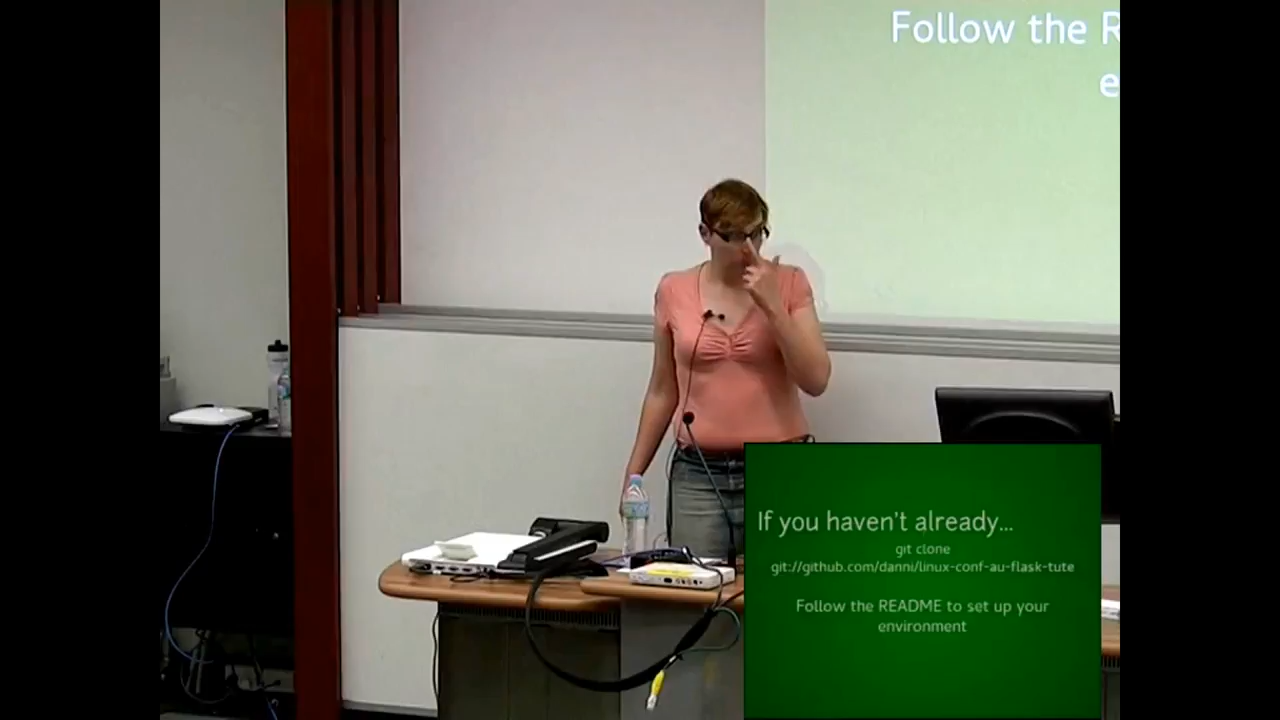 Follow the R
e
If you haven't already...
git clone
git://github.com/danni/linux-conf-au-flask-tute
Follow the README to set up your
environment